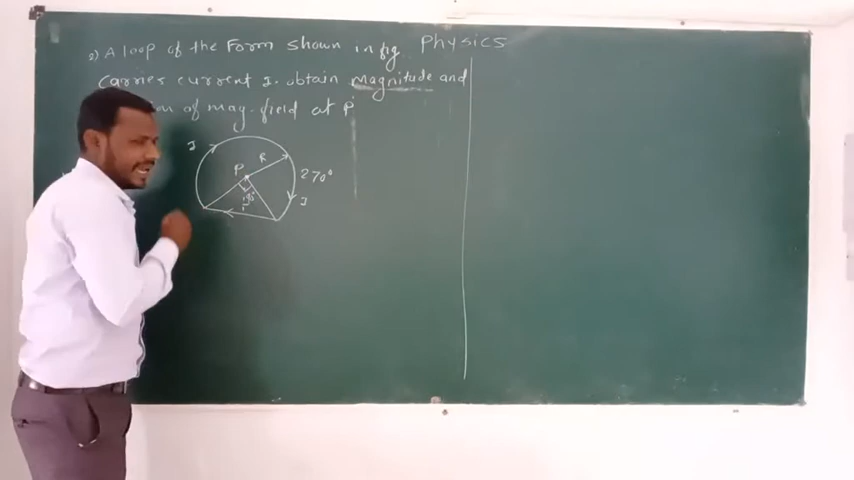 2) A loop of the Form shown in fig Physics
Carries current I. obtain magnitude and
of mag. field at P
I
P
R
270°
90°
I